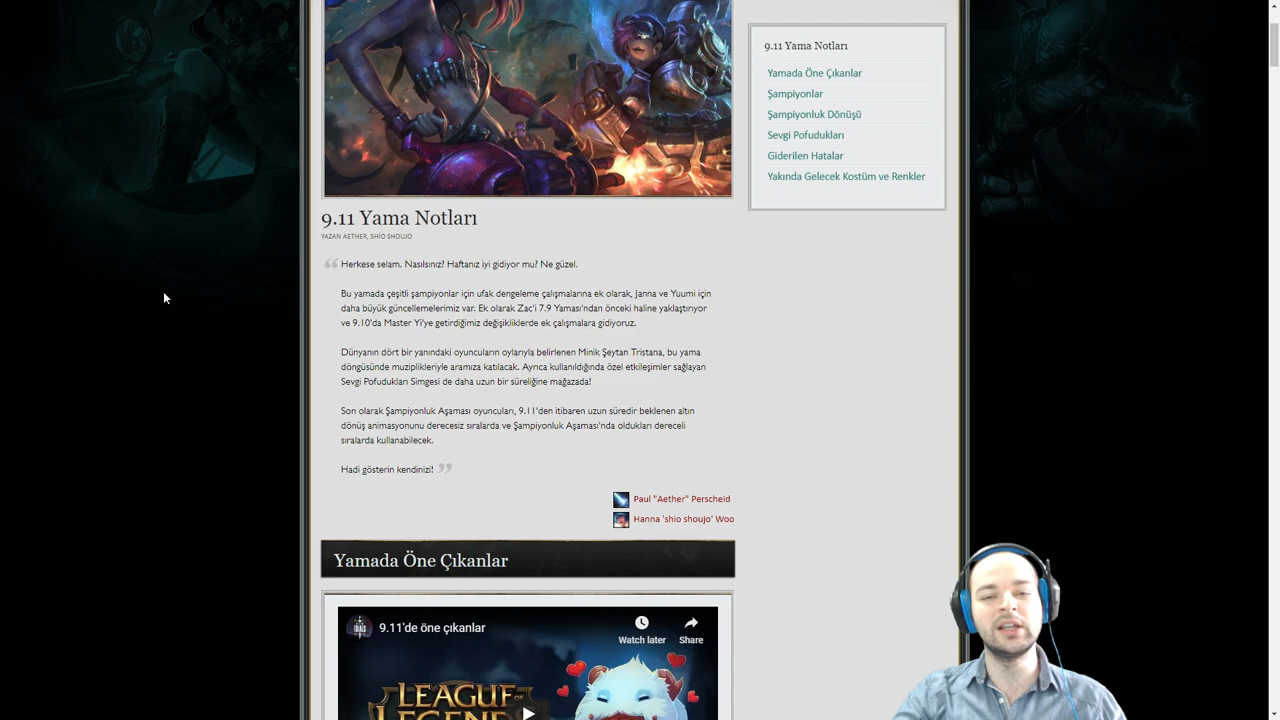 9.11 Yama Notları
Yamada Öne Çıkanlar
Şampiyonlar
Şampiyonluk Dönüşü
Sevgi Pofudukları
Giderilen Hatalar
Yakında Gelecek Kostüm ve Renkler
9.11 Yama Notları
YAZAN AETHER, SHİO SHOUJO
Herkese selam. Nasılsınız? Haftanız iyi gidiyor mu? Ne güzel.
Bu yamada çeşitli şampiyonlar için ufak dengeleme çalışmalarına ek olarak, Janna ve Yuumi için
daha büyük güncellemelerimiz var. Ek olarak Zac'i 7.9 Yaması'ndan önceki haline yaklaştırıyor
ve 9.10'da Master Yi'ye getirdiğimiz değişikliklerde ek çalışmalara gidiyoruz.
Dünyanın dört bir yanındaki oyuncuların oylarıyla belirlenen Minik Şeytan Tristana, bu yama
döngüsünde muziplikleriyle aramıza katılacak. Ayrıca kullanıldığında özel etkileşimler sağlayan
Sevgi Pofudukları Simgesi de daha uzun bir süreliğine mağazada!
Son olarak Şampiyonluk Aşaması oyuncuları, 9.11'den itibaren uzun süredir beklenen altın
dönüş animasyonunu derecesiz sıralarda ve Şampiyonluk Aşaması'nda oldukları dereceli
sıralarda kullanabilecek.
Hadi gösterin kendinizi!
Paul "Aether" Perscheid
Hanna 'shio shoujo' Woo
Yamada Öne Çıkanlar
9.11'de öne çıkanlar
Watch later
Share
LEAGUE OF
LEGENDS